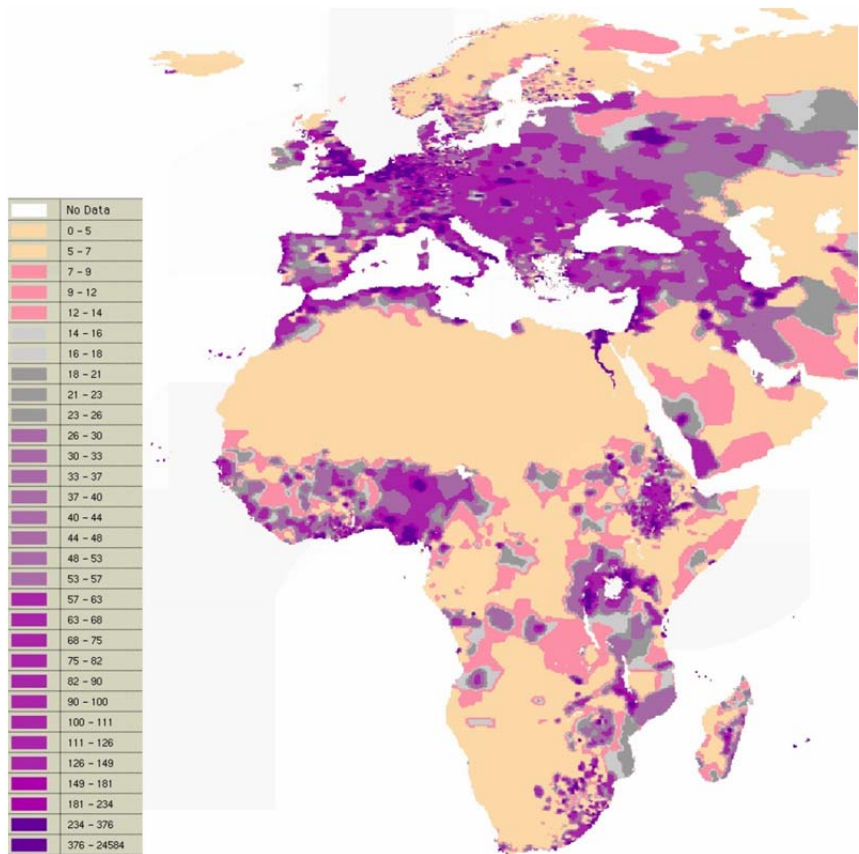 No Data
0 - 5
5 - 7
7 - 9
9 - 12
12 - 14
14 - 16
16 - 18
18 - 21
21 - 23
23 - 26
26 - 30
30 - 33
33 - 37
37 - 40
40 - 44
44 - 48
48 - 53
53 - 57
57 - 63
63 - 68
68 - 75
75 - 82
82 - 90
90 - 100
100 - 111
111 - 126
126 - 149
149 - 181
181 - 234
234 - 376
376 - 24584